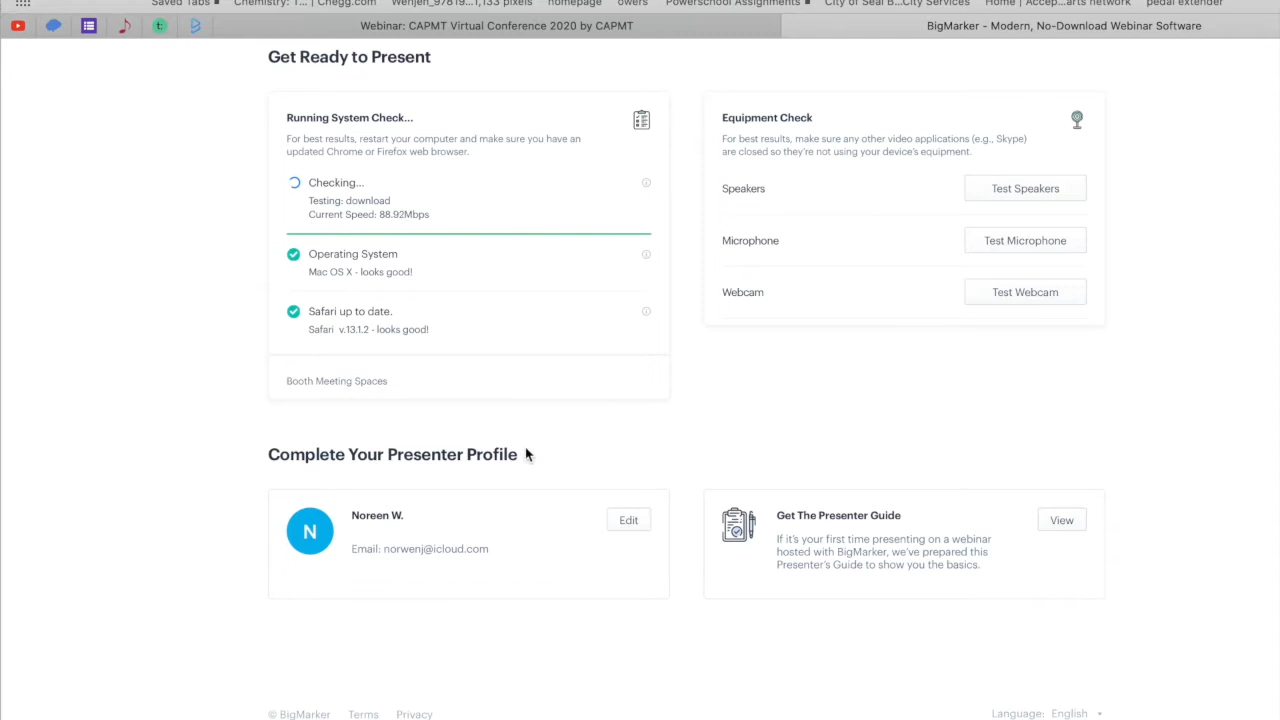 Saved Tabs
Chemistry: T... | Chegg.com
Wenjen_97819...1,133 pixels
homepage
owers
Powerschool Assignments
City of Seal B...City Services
Home | Accep...arts network
pedal extender
Webinar: CAPMT Virtual Conference 2020 by CAPMT
BigMarker - Modern, No-Download Webinar Software
Get Ready to Present
Running System Check...
For best results, restart your computer and make sure you have an
updated Chrome or Firefox web browser.
Checking...
Testing: download
Current Speed: 88.92Mbps
Operating System
Mac OS X - looks good!
Safari up to date.
Safari v.13.1.2 - looks good!
Booth Meeting Spaces
Equipment Check
For best results, make sure any other video applications (e.g., Skype)
are closed so they're not using your device's equipment.
Speakers
Test Speakers
Microphone
Test Microphone
Webcam
Test Webcam
Complete Your Presenter Profile
N
Noreen W.
Edit
Email: norwenj@icloud.com
Get The Presenter Guide
View
If it's your first time presenting on a webinar
hosted with BigMarker, we've prepared this
Presenter's Guide to show you the basics.
© BigMarker Terms Privacy
Language: English